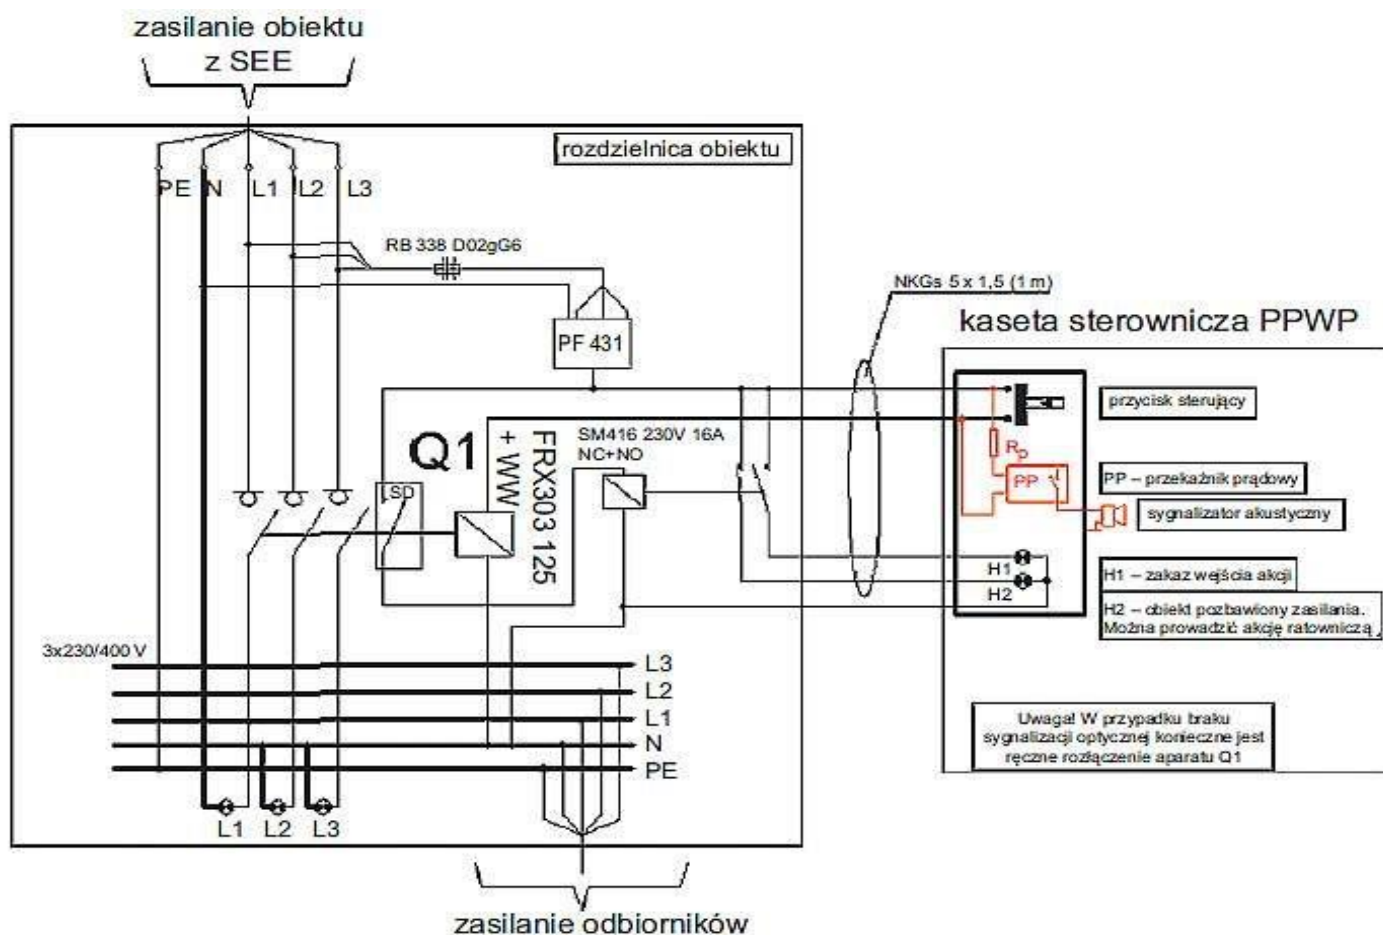 zasilanie obiektu
z SEE
rozdzielnica obiektu
PE N L1 L2 L3
RB 338 D02gG6
NKGs 5 x 1,5 (1 m)
kaseta sterownicza PPWP
PF 431
przycisk sterujący
Q1
+ WW
FRX303 125
SM416 230V 16A
NC+NO
LSD
Rp
PP
PP – przekaźnik prądowy
sygnalizator akustyczny
H1
H2
H1 – zakaz wejścia akcji
H2 – obiekt pozbawiony zasilania.
Można prowadzić akcję ratowniczą
3x230/400 V
L3
L2
L1
N
PE
Uwaga! W przypadku braku
sygnalizacji optycznej konieczne jest
ręczne rozłączenie aparatu Q1
L1 L2 L3
zasilanie odbiorników